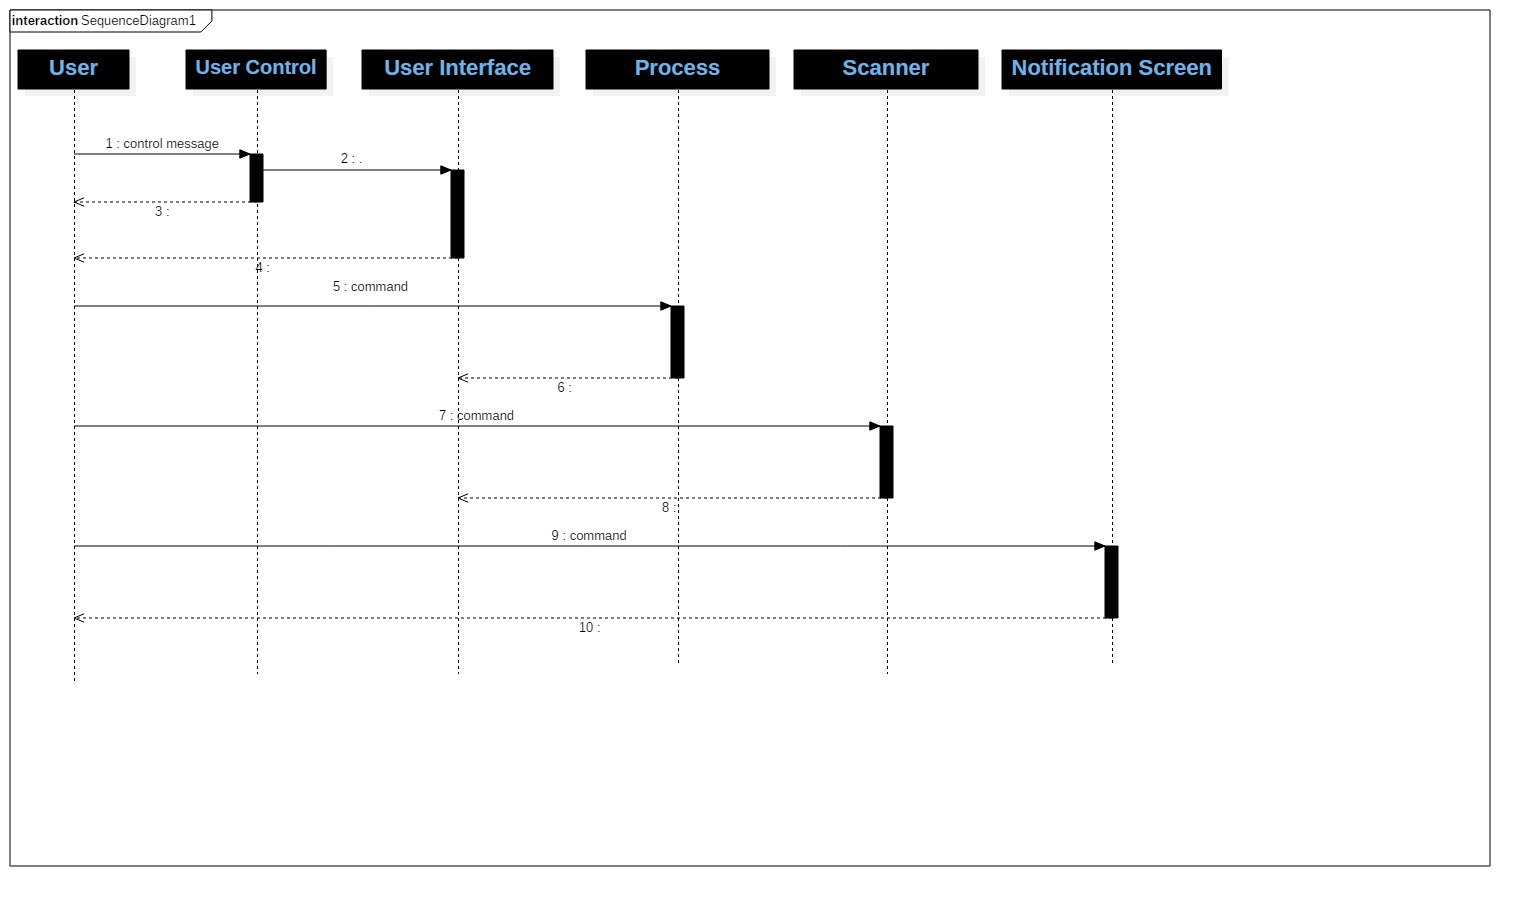 interaction SequenceDiagram1
User
User Control
User Interface
Process
Scanner
Notification Screen
1 : control message
2 : .
3 :
4 :
5 : command
6 :
7 : command
8 :
9 : command
10 :